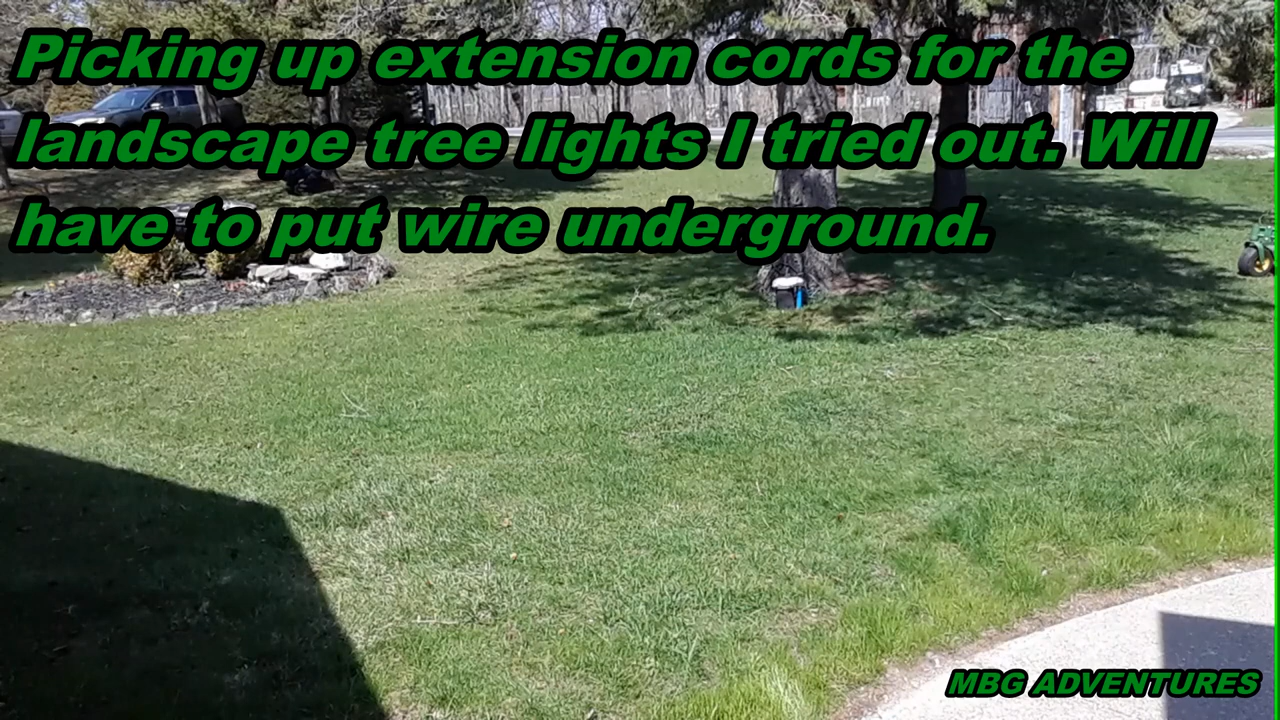 Picking up extension cords for the
landscape tree lights I tried out. Will
have to put wire underground.
MBG ADVENTURES